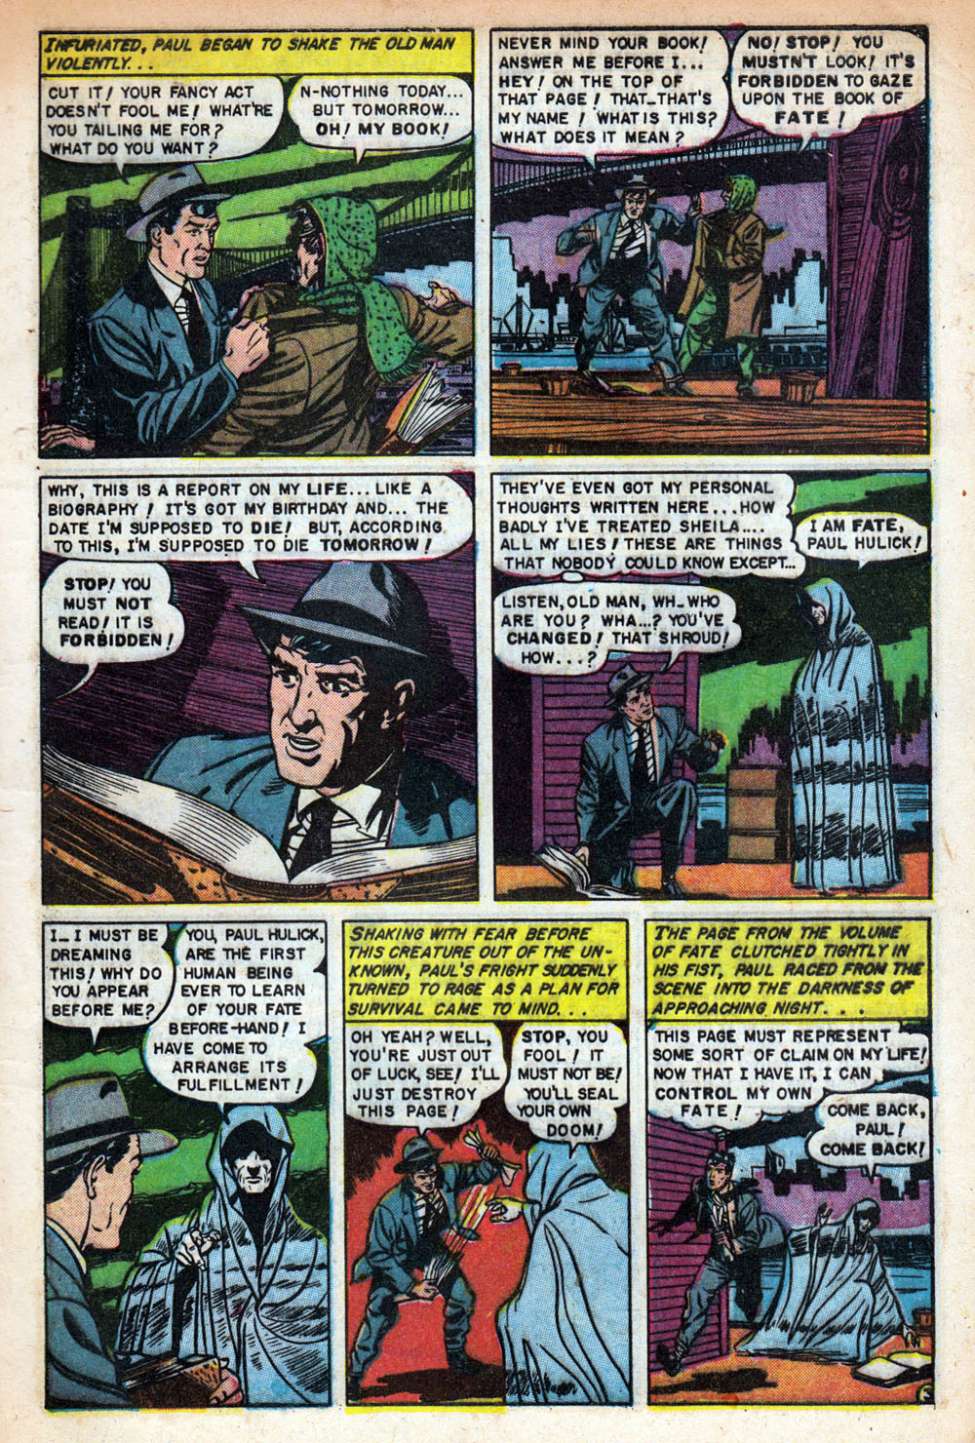 INFURIATED, PAUL BEGAN TO SHAKE THE OLD MAN
VIOLENTLY...
CUT IT! YOUR FANCY ACT
DOESN'T FOOL ME! WHAT'RE
YOU TAILING ME FOR?
WHAT DO YOU WANT?
N-NOTHING TODAY...
BUT TOMORROW...
OH! MY BOOK!
NEVER MIND YOUR BOOK!
ANSWER ME BEFORE I...
HEY! ON THE TOP OF
THAT PAGE! THAT-THAT'S
MY NAME! WHAT IS THIS?
WHAT DOES IT MEAN?
NO! STOP! YOU
MUSTN'T LOOK! IT'S
FORBIDDEN TO GAZE
UPON THE BOOK OF
FATE!
WHY, THIS IS A REPORT ON MY LIFE... LIKE A
BIOGRAPHY! IT'S GOT MY BIRTHDAY AND... THE
DATE I'M SUPPOSED TO DIE! BUT, ACCORDING
TO THIS, I'M SUPPOSED TO DIE TOMORROW!
STOP! YOU
MUST NOT
READ! IT IS
FORBIDDEN!
THEY'VE EVEN GOT MY PERSONAL
THOUGHTS WRITTEN HERE...HOW
BADLY I'VE TREATED SHEILA....
ALL MY LIES! THESE ARE THINGS
THAT NOBODY COULD KNOW EXCEPT...
I AM FATE,
PAUL HULICK!
LISTEN, OLD MAN, WH-WHO
ARE YOU? WHA...? YOU'VE
CHANGED! THAT SHROUD!
HOW...?
I-I MUST BE
DREAMING
THIS! WHY DO
YOU APPEAR
BEFORE ME?
YOU, PAUL HULICK,
ARE THE FIRST
HUMAN BEING
EVER TO LEARN
OF YOUR FATE
BEFORE-HAND! I
HAVE COME TO
ARRANGE ITS
FULFILLMENT!
SHAKING WITH FEAR BEFORE
THIS CREATURE OUT OF THE UN-
KNOWN, PAUL'S FRIGHT SUDDENLY
TURNED TO RAGE AS A PLAN FOR
SURVIVAL CAME TO MIND...
OH YEAH? WELL,
YOU'RE JUST OUT
OF LUCK, SEE! I'LL
JUST DESTROY
THIS PAGE!
STOP, YOU
FOOL! IT
MUST NOT BE!
YOU'LL SEAL
YOUR OWN
DOOM!
THE PAGE FROM THE VOLUME
OF FATE CLUTCHED TIGHTLY IN
HIS FIST, PAUL RACED FROM THE
SCENE INTO THE DARKNESS OF
APPROACHING NIGHT...
THIS PAGE MUST REPRESENT
SOME SORT OF CLAIM ON MY LIFE!
NOW THAT I HAVE IT, I CAN
CONTROL MY OWN
FATE!
COME BACK,
PAUL!
COME BACK!
3